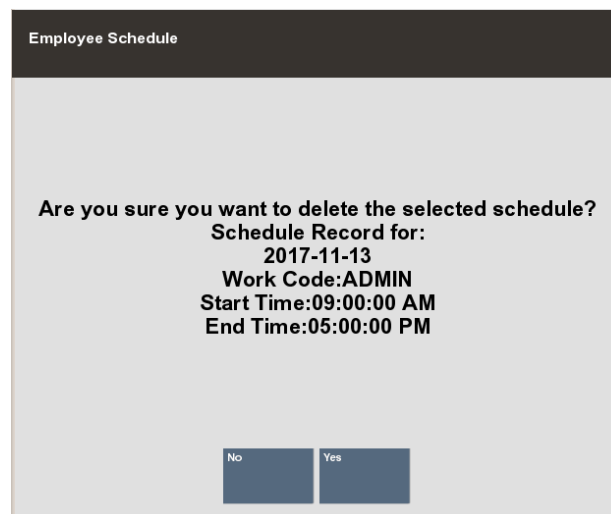 Employee Schedule
Are you sure you want to delete the selected schedule?
Schedule Record for:
2017-11-13
Work Code:ADMIN
Start Time:09:00:00 AM
End Time:05:00:00 PM
No
Yes